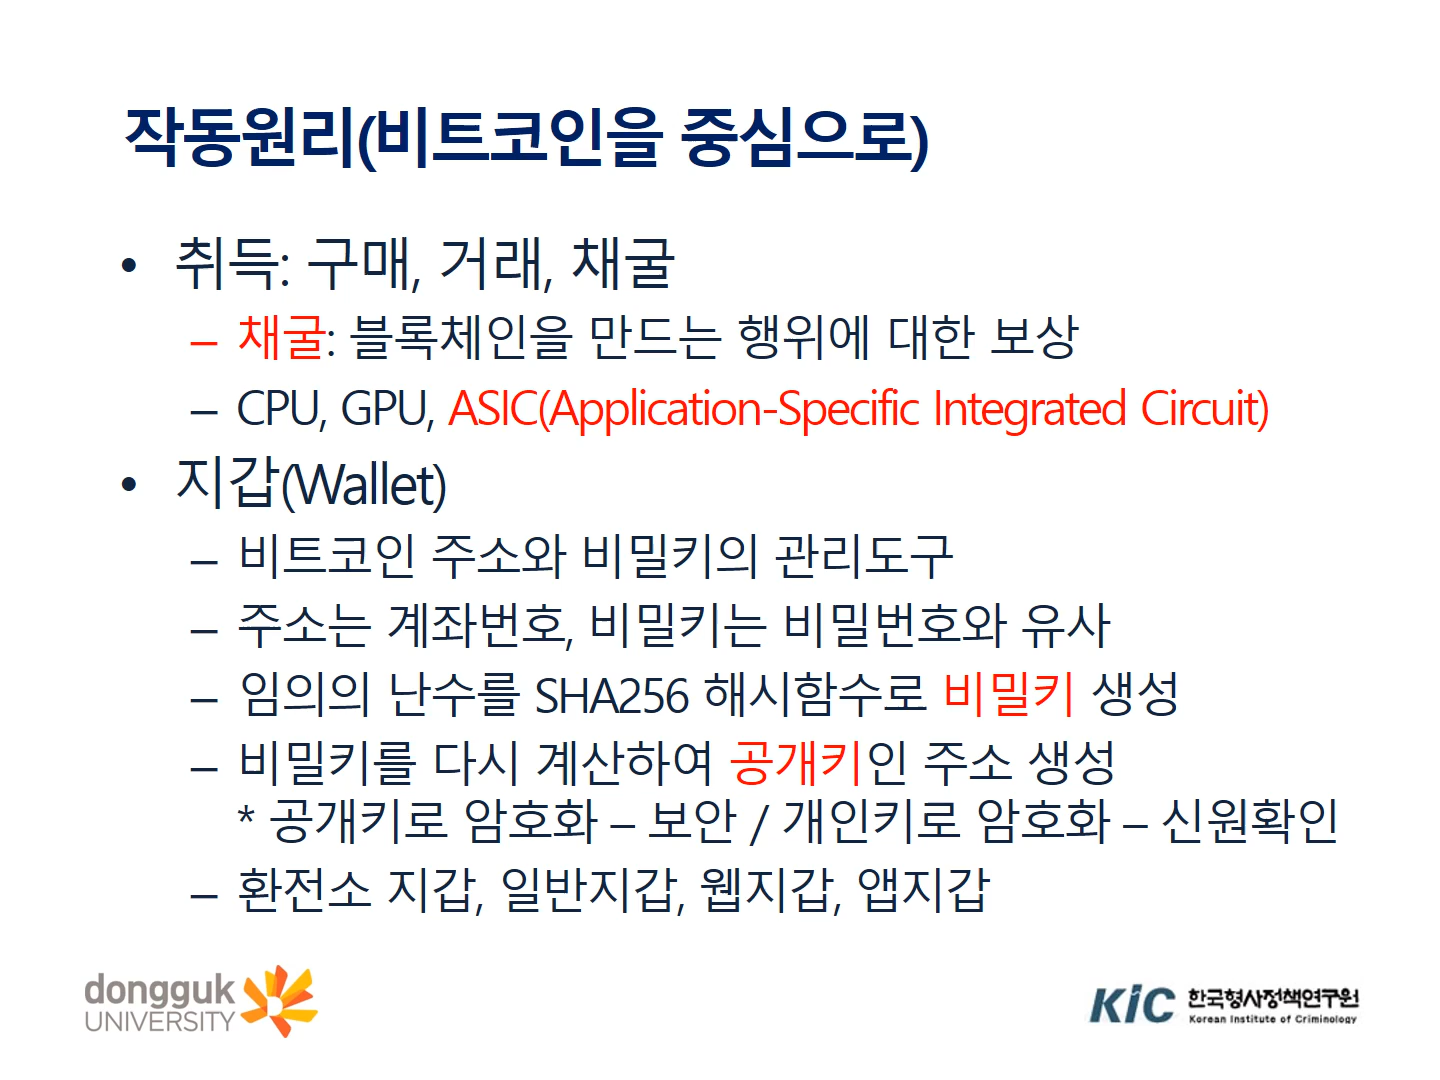 작동원리(비트코인을 중심으로)
• 취득: 구매, 거래, 채굴
– 채굴: 블록체인을 만드는 행위에 대한 보상
– CPU, GPU, ASIC(Application-Specific Integrated Circuit)
• 지갑(Wallet)
– 비트코인 주소와 비밀키의 관리도구
– 주소는 계좌번호, 비밀키는 비밀번호와 유사
– 임의의 난수를 SHA256 해시함수로 비밀키 생성
– 비밀키를 다시 계산하여 공개키인 주소 생성
* 공개키로 암호화 – 보안 / 개인키로 암호화 – 신원확인
– 환전소 지갑, 일반지갑, 웹지갑, 앱지갑
dongguk
UNIVERSITY
KiC 한국형사정책연구원
Korean Institute of Criminology